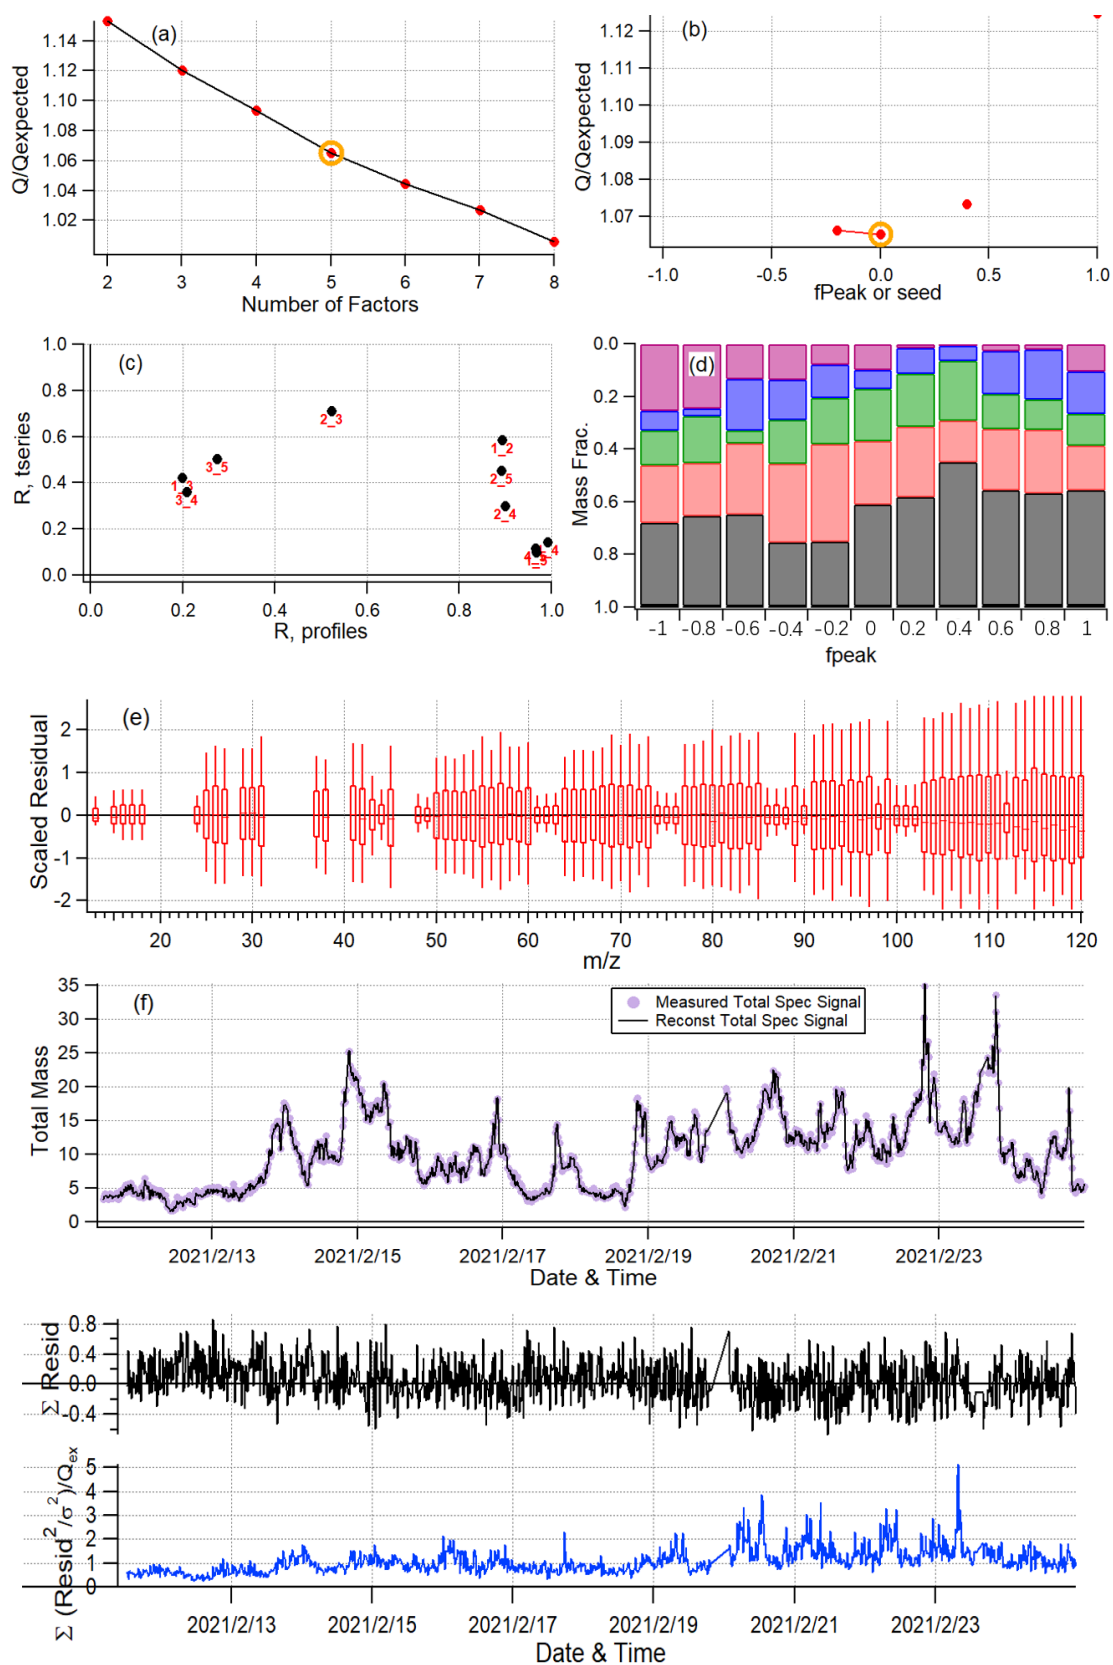 (a)
Q/Qexpected
1.14
1.12
1.10
1.08
1.06
1.04
1.02
2 3 4 5 6 7 8
Number of Factors
(b)
Q/Qexpected
1.12
1.11
1.10
1.09
1.08
1.07
-1.0 -0.5 0.0 0.5 1.0
fPeak or seed
(c)
R, tseries
1.0
0.8
0.6
0.4
0.2
0.0
2_3
1_2
3_5
2_5
1_3
3_4
2_4
1_5
0.0 0.2 0.4 0.6 0.8 1.0
R, profiles
(d)
Mass Frac.
0.0
0.2
0.4
0.6
0.8
1.0
-1 -0.8 -0.6 -0.4 -0.2 0 0.2 0.4 0.6 0.8 1
fpeak
(e)
Scaled Residual
2
1
0
-1
-2
20 30 40 50 60 70 80 90 100 110 120
m/z
(f)
Measured Total Spec Signal
Reconst Total Spec Signal
Total Mass
35
30
25
20
15
10
5
0
2021/2/13 2021/2/15 2021/2/17 2021/2/19 2021/2/21 2021/2/23
Date & Time
Σ Resid
0.8
0.4
0.0
-0.4
Σ (Resid²/σ²)/Qex
5
4
3
2
1
0
2021/2/13 2021/2/15 2021/2/17 2021/2/19 2021/2/21 2021/2/23
Date & Time